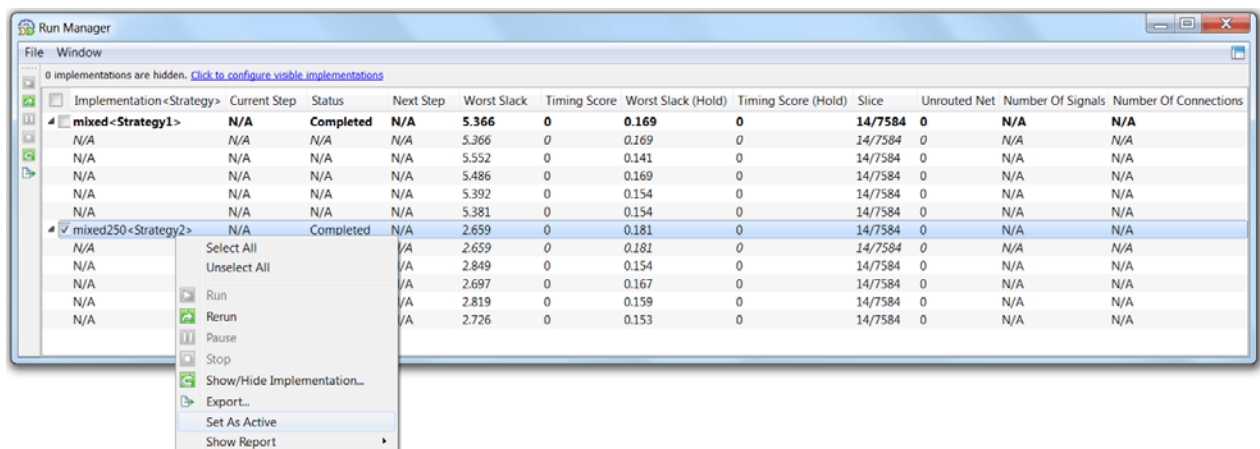 Run Manager
File Window
0 implementations are hidden. Click to configure visible implementations
Implementation<Strategy> Current Step Status Next Step Worst Slack Timing Score Worst Slack (Hold) Timing Score (Hold) Slice Unrouted Net Number Of Signals Number Of Connections
mixed<Strategy1> N/A Completed N/A 5.366 0 0.169 0 14/7584 0 N/A N/A
N/A N/A N/A N/A 5.366 0 0.169 0 14/7584 0 N/A N/A
N/A N/A N/A N/A 5.552 0 0.141 0 14/7584 0 N/A N/A
N/A N/A N/A N/A 5.486 0 0.169 0 14/7584 0 N/A N/A
N/A N/A N/A N/A 5.392 0 0.154 0 14/7584 0 N/A N/A
N/A N/A N/A N/A 5.381 0 0.154 0 14/7584 0 N/A N/A
mixed250<Strategy2> N/A Completed N/A 2.659 0 0.181 0 14/7584 0 N/A N/A
N/A /A 2.659 0 0.181 0 14/7584 0 N/A N/A
N/A /A 2.849 0 0.154 0 14/7584 0 N/A N/A
N/A /A 2.697 0 0.167 0 14/7584 0 N/A N/A
N/A /A 2.819 0 0.159 0 14/7584 0 N/A N/A
N/A /A 2.726 0 0.153 0 14/7584 0 N/A N/A
Select All
Unselect All
Run
Rerun
Pause
Stop
Show/Hide Implementation...
Export...
Set As Active
Show Report